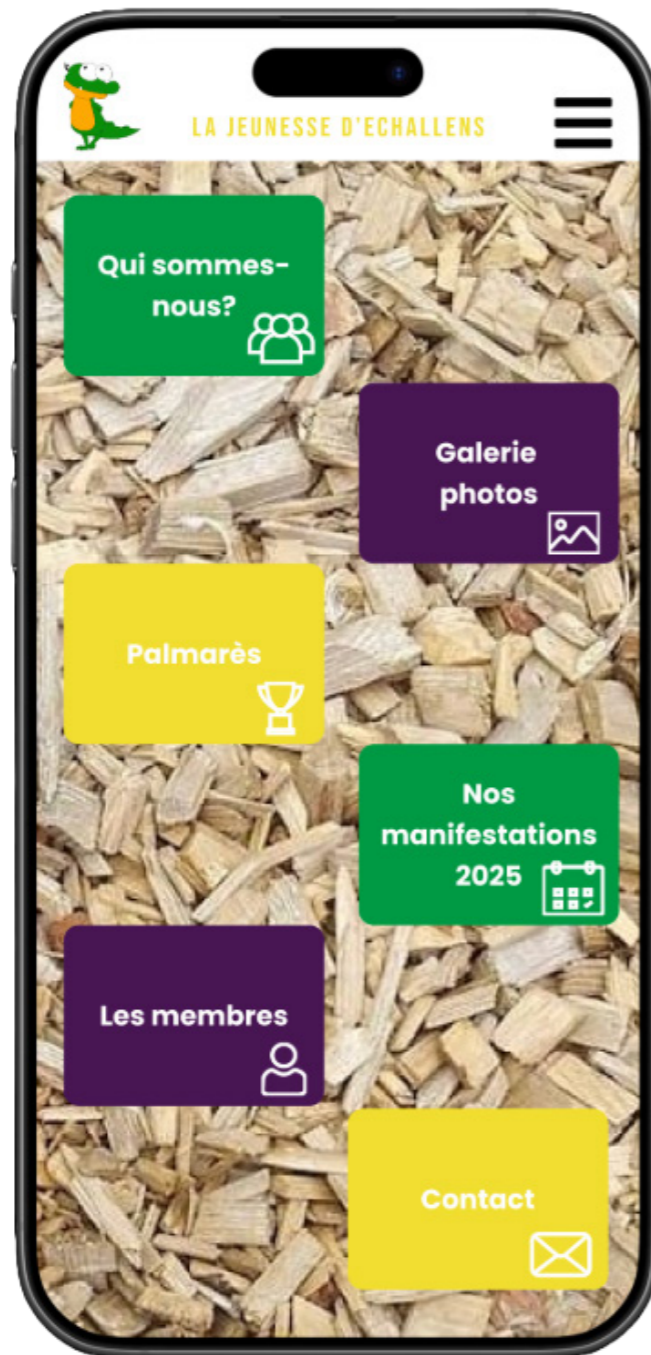 LA JEUNESSE D'ECHALLENS
Qui sommes-
nous?
Galerie
photos
Palmarès
Nos
manifestations
2025
Les membres
Contact